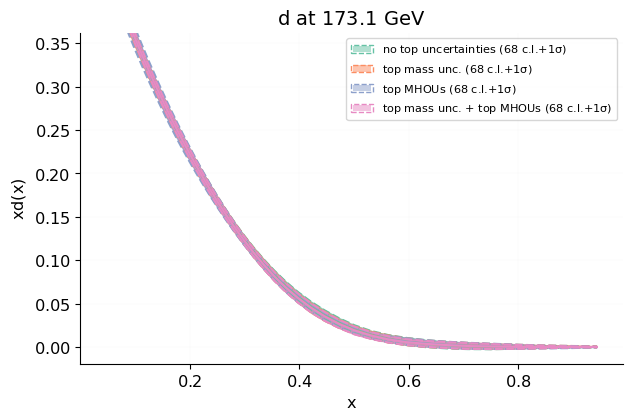 d at 173.1 GeV
no top uncertainties (68 c.l.+1σ)
top mass unc. (68 c.l.+1σ)
top MHOUs (68 c.l.+1σ)
top mass unc. + top MHOUs (68 c.l.+1σ)
xd(x)
0.35
0.30
0.25
0.20
0.15
0.10
0.05
0.00
0.2 0.4 0.6 0.8
x